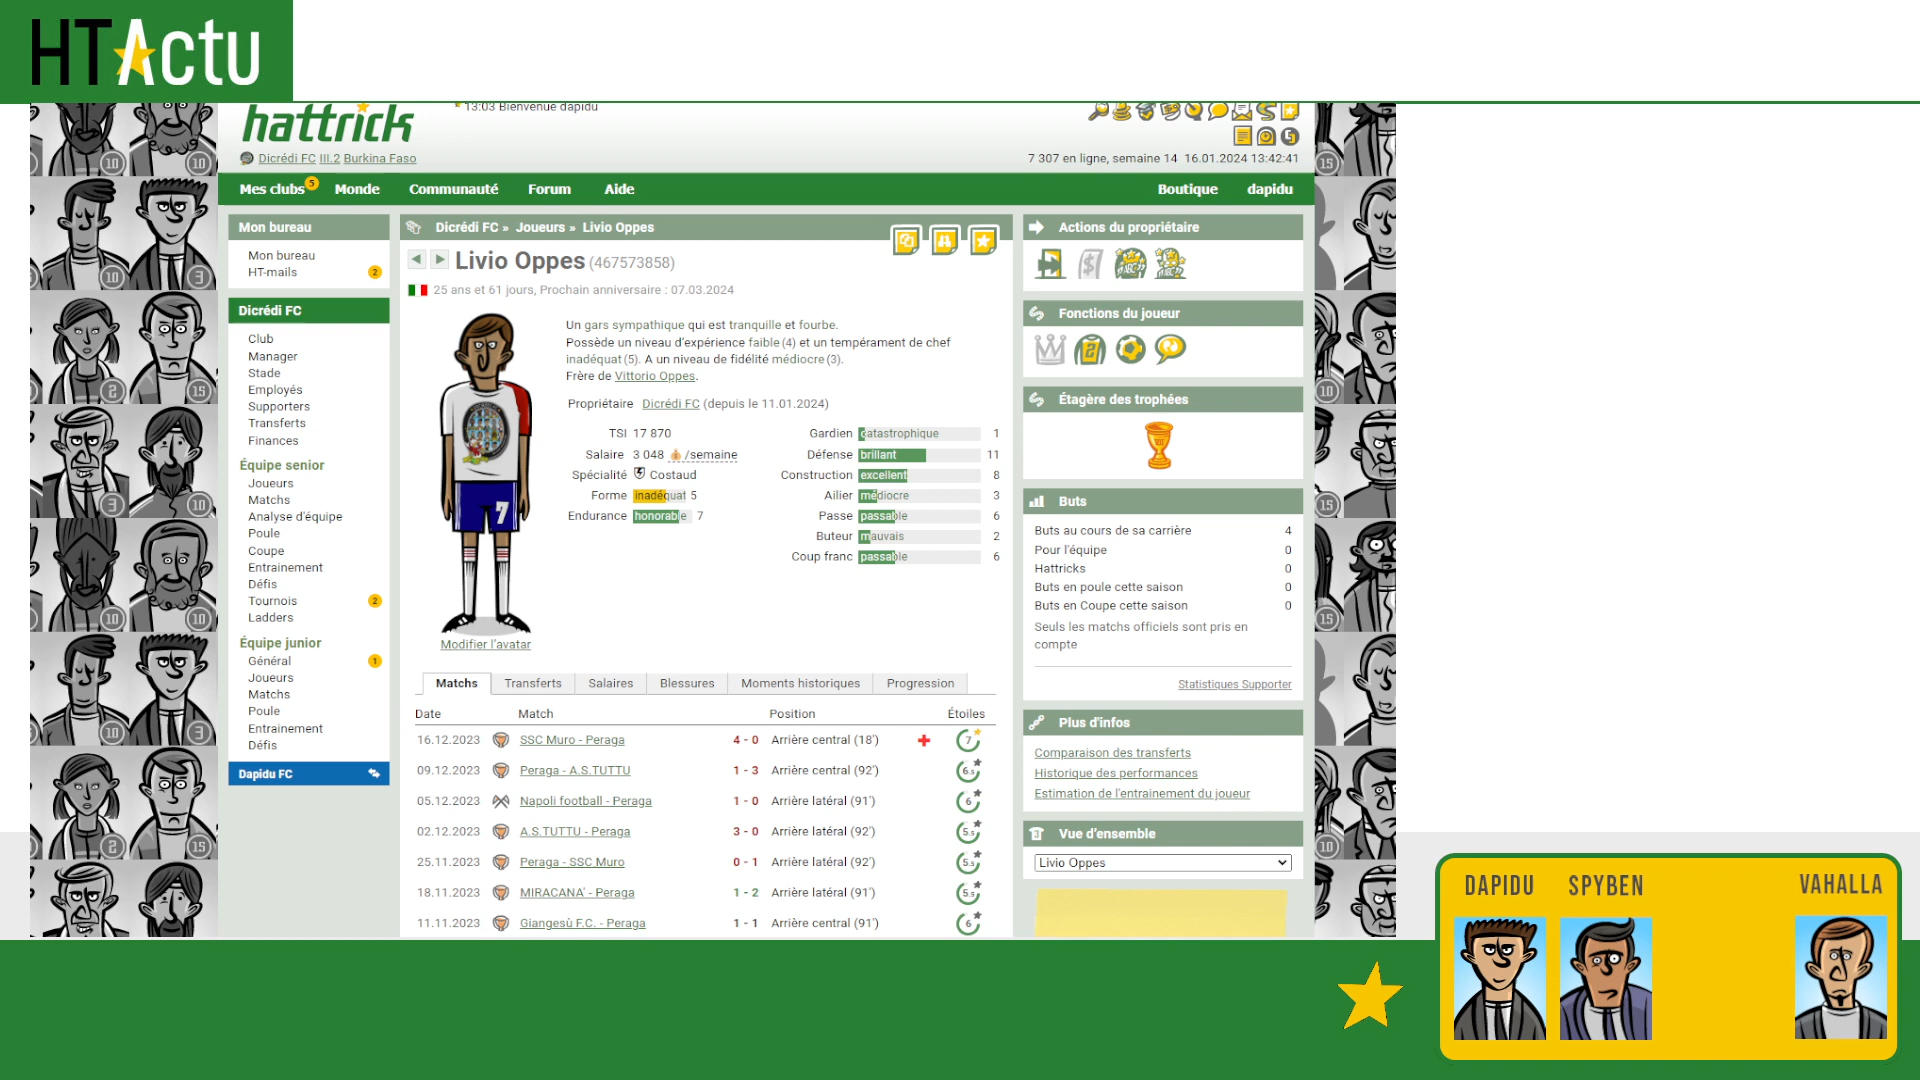 HTActu
hattrick
13:03 Bienvenue dapidu
Dicrédi FC III.2 Burkina Faso
7 307 en ligne, semaine 14 16.01.2024 13:42:41
Mes clubs 5 Monde Communauté Forum Aide Boutique dapidu
Mon bureau
Mon bureau
HT-mails 2
Dicrédi FC
Club
Manager
Stade
Employés
Supporters
Transferts
Finances
Équipe senior
Joueurs
Matchs
Analyse d'équipe
Poule
Coupe
Entrainement
Défis
Tournois 2
Ladders
Équipe junior
Général 1
Joueurs
Matchs
Poule
Entrainement
Défis
Dapidu FC
Dicrédi FC » Joueurs » Livio Oppes
Livio Oppes (467573858)
25 ans et 61 jours, Prochain anniversaire : 07.03.2024
Un gars sympathique qui est tranquille et fourbe.
Possède un niveau d'expérience faible (4) et un tempérament de chef
inadéquat (5). A un niveau de fidélité médiocre (3).
Frère de Vittorio Oppes.
Propriétaire Dicrédi FC (depuis le 11.01.2024)
TSI 17 870
Salaire 3 048 /semaine
Spécialité Costaud
Forme inadéquat 5
Endurance honorable 7
Gardien catastrophique 1
Défense brillant 11
Construction excellent 8
Ailier médiocre 3
Passe passable 6
Buteur mauvais 2
Coup franc passable 6
7
Modifier l'avatar
Matchs Transferts Salaires Blessures Moments historiques Progression
Date Match Position Étoiles
16.12.2023 SSC Muro - Peraga 4 - 0 Arrière central (18') 7
09.12.2023 Peraga - A.S.TUTTU 1 - 3 Arrière central (92') 6.5
05.12.2023 Napoli football - Peraga 1 - 0 Arrière latéral (91') 6
02.12.2023 A.S.TUTTU - Peraga 3 - 0 Arrière latéral (92') 5.5
25.11.2023 Peraga - SSC Muro 0 - 1 Arrière latéral (92') 5.5
18.11.2023 MIRACANA' - Peraga 1 - 2 Arrière latéral (91') 5.5
11.11.2023 Giangesù F.C. - Peraga 1 - 1 Arrière central (91') 6
Actions du propriétaire
Fonctions du joueur
Étagère des trophées
Buts
Buts au cours de sa carrière 4
Pour l'équipe 0
Hattricks 0
Buts en poule cette saison 0
Buts en Coupe cette saison 0
Seuls les matchs officiels sont pris en
compte
Statistiques Supporter
Plus d'infos
Comparaison des transferts
Historique des performances
Estimation de l'entrainement du joueur
Vue d'ensemble
Livio Oppes
DAPIDU SPYBEN VAHALLA